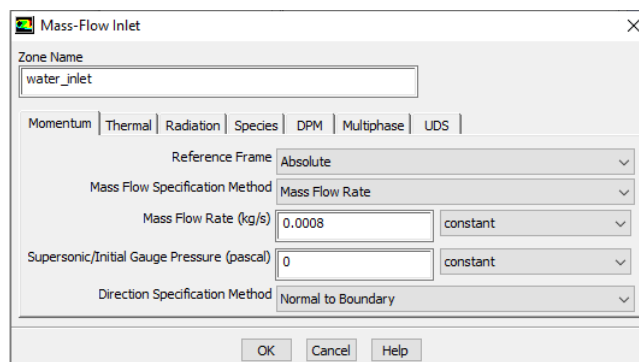 Mass-Flow Inlet
Zone Name
water_inlet
Momentum Thermal Radiation Species DPM Multiphase UDS
Reference Frame Absolute
Mass Flow Specification Method Mass Flow Rate
Mass Flow Rate (kg/s) 0.0008 constant
Supersonic/Initial Gauge Pressure (pascal) 0 constant
Direction Specification Method Normal to Boundary
OK Cancel Help